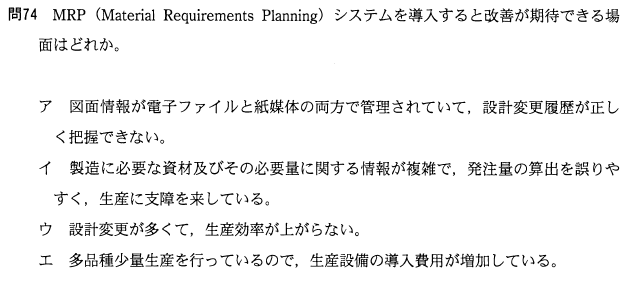 問74 MRP（Material Requirements Planning）システムを導入すると改善が期待できる場
面はどれか。
ア 図面情報が電子ファイルと紙媒体の両方で管理されていて，設計変更履歴が正し
く把握できない。
イ 製造に必要な資材及びその必要量に関する情報が複雑で，発注量の算出を誤りや
すく，生産に支障を来している。
ウ 設計変更が多くて，生産効率が上がらない。
エ 多品種少量生産を行っているので，生産設備の導入費用が増加している。